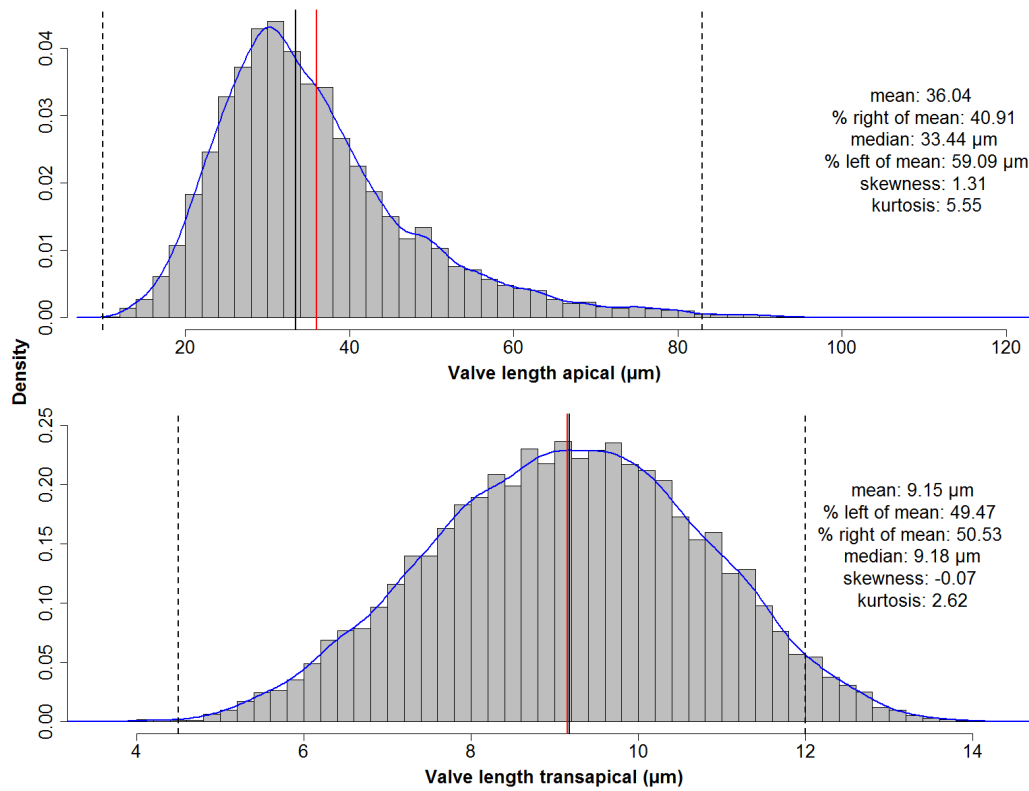 0.04
0.03
0.02
0.01
0.00
mean: 36.04
% right of mean: 40.91
median: 33.44 µm
% left of mean: 59.09 µm
skewness: 1.31
kurtosis: 5.55
20 40 60 80 100 120
Valve length apical (µm)
Density
0.25
0.20
0.15
0.10
0.05
0.00
mean: 9.15 µm
% left of mean: 49.47
% right of mean: 50.53
median: 9.18 µm
skewness: -0.07
kurtosis: 2.62
4 6 8 10 12 14
Valve length transapical (µm)